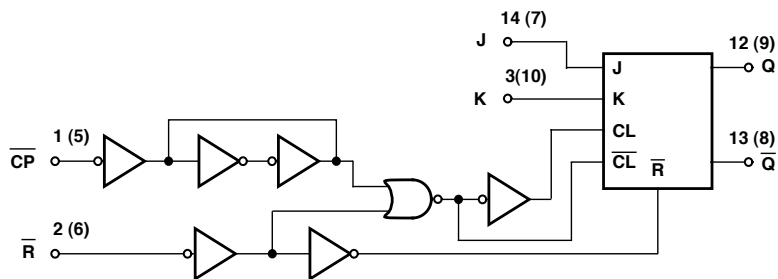 14 (7)
J
3(10)
K
1 (5)
C̅P̅
2 (6)
R̅
J
K
CL
C̅L̅
R̅
12 (9)
Q
13 (8)
Q̅